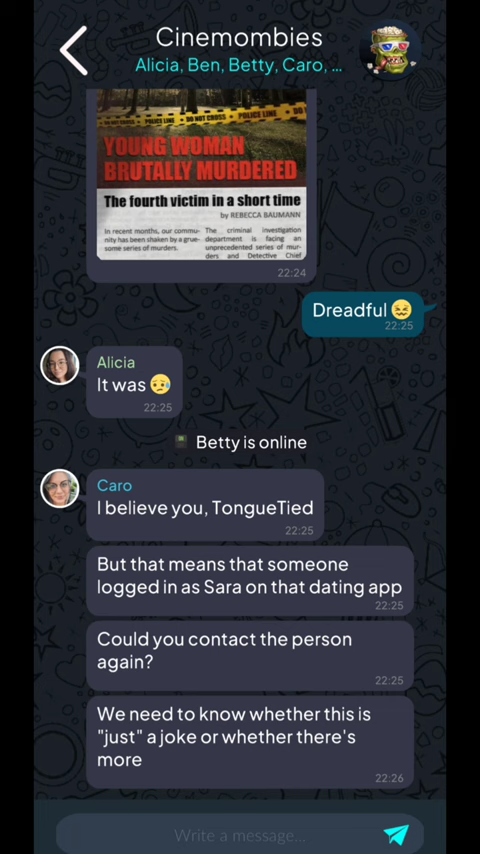 Cinemombies
Alicia, Ben, Betty, Caro, ...
POLICE LINE DO NOT CROSS POLICE LINE
YOUNG WOMAN
BRUTALLY MURDERED
The fourth victim in a short time
by REBECCA BAUMANN
In recent months, our commu-
nity has been shaken by a grue-
some series of murders.
The criminal investigation
department is facing an
unprecedented series of mur-
ders and Detective Chief
22:24
Dreadful 😖
22:25
Alicia
It was 😥
22:25
Betty is online
Caro
I believe you, TongueTied
22:25
But that means that someone
logged in as Sara on that dating app
22:25
Could you contact the person
again?
22:25
We need to know whether this is
"just" a joke or whether there's
more
22:26
Write a message...